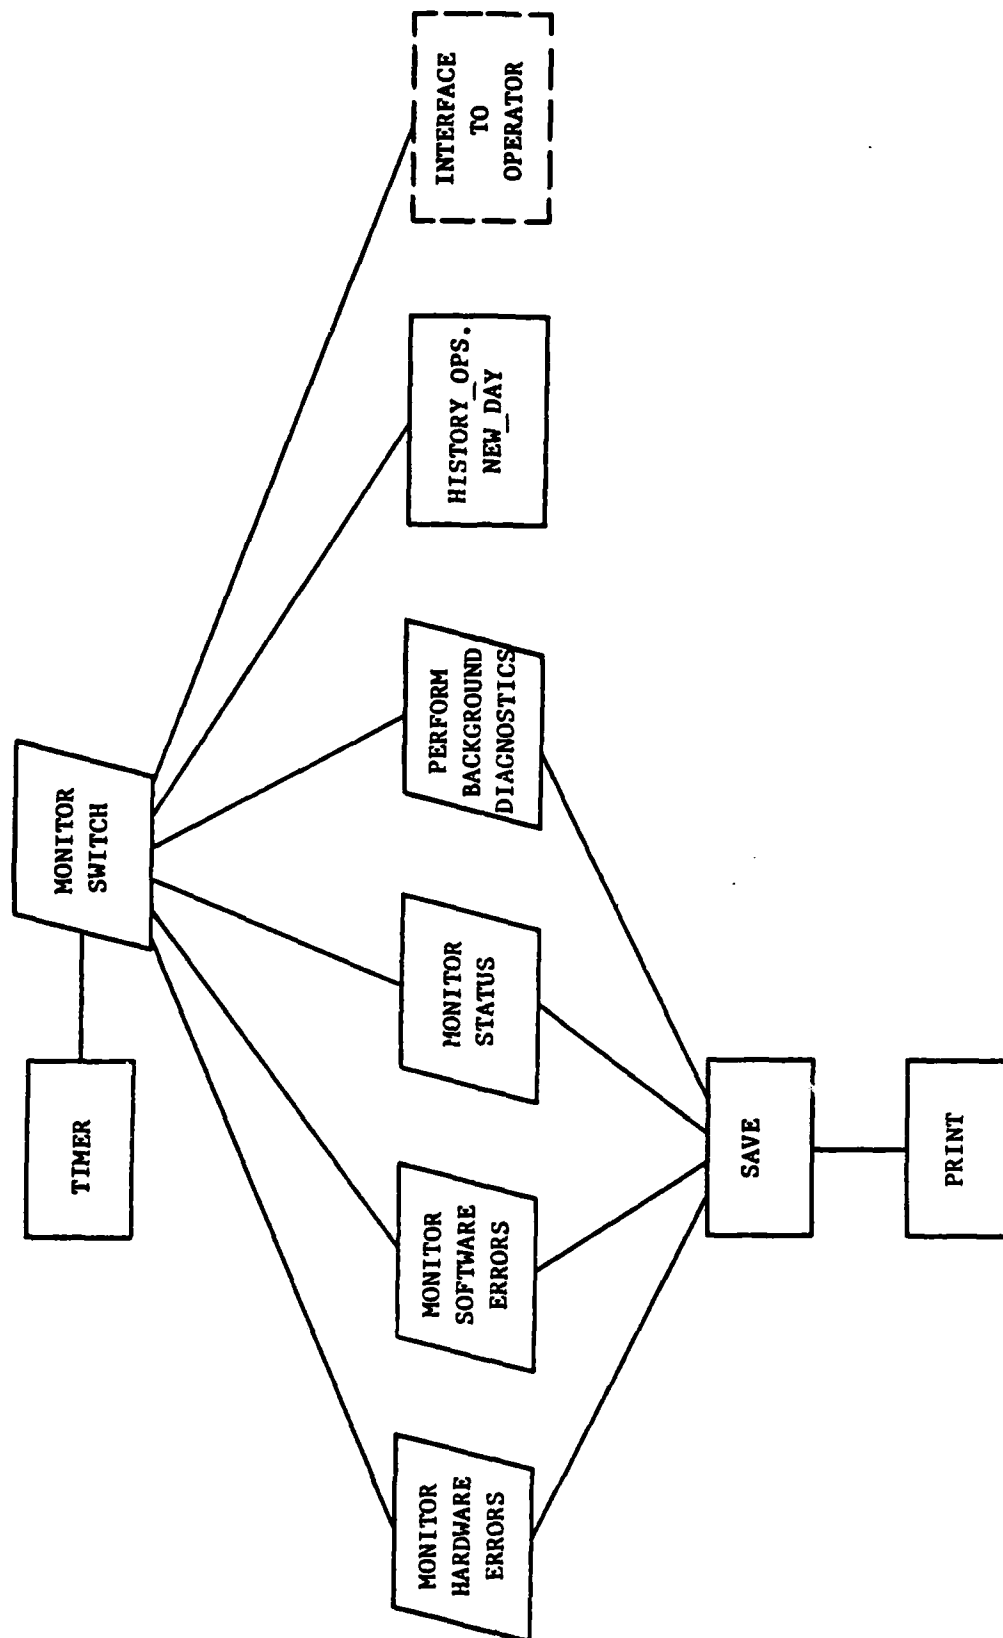 TIMER
MONITOR
SWITCH
MONITOR
HARDWARE
ERRORS
MONITOR
SOFTWARE
ERRORS
MONITOR
STATUS
PERFORM
BACKGROUND
DIAGNOSTICS
HISTORY_OPS.
NEW_DAY
INTERFACE
TO
OPERATOR
SAVE
PRINT